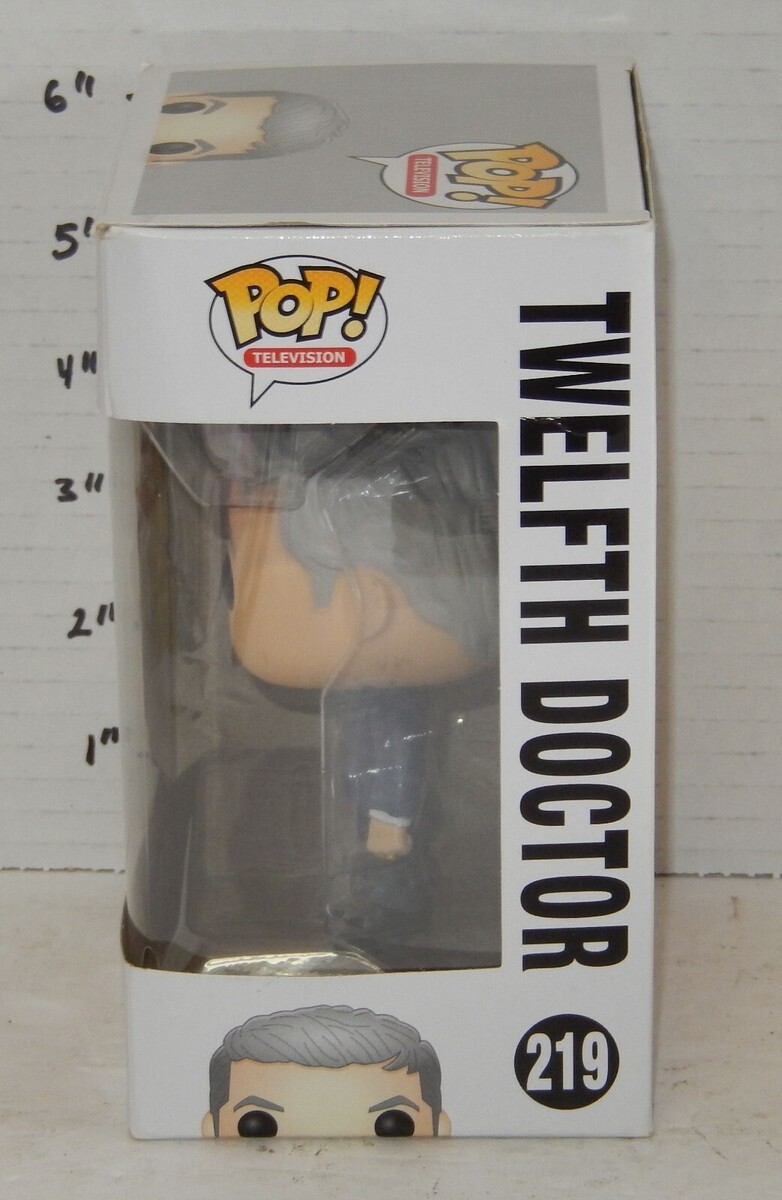 6"
5'
4"
3"
2"
1"
POP!
TELEVISION
POP!
TELEVISION
TWELFTH DOCTOR
219